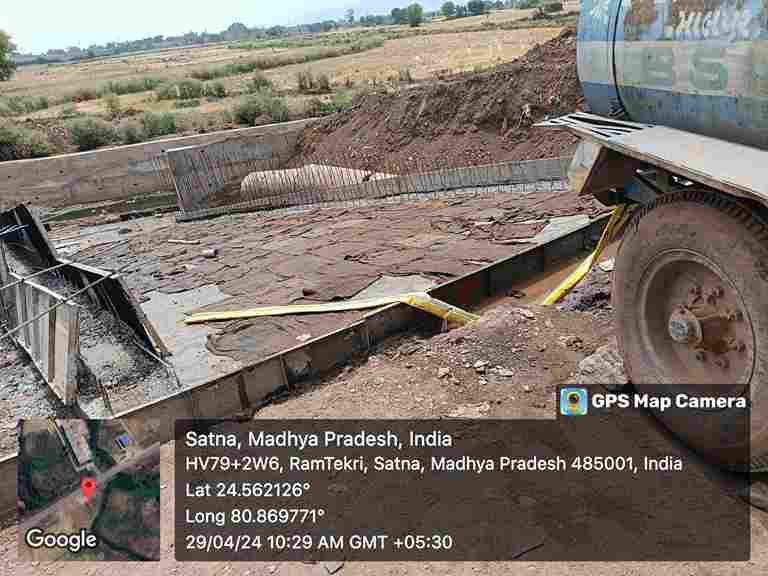 BS
GPS Map Camera
Satna, Madhya Pradesh, India
HV79+2W6, RamTekri, Satna, Madhya Pradesh 485001, India
Lat 24.562126°
Long 80.869771°
29/04/24 10:29 AM GMT +05:30
Google